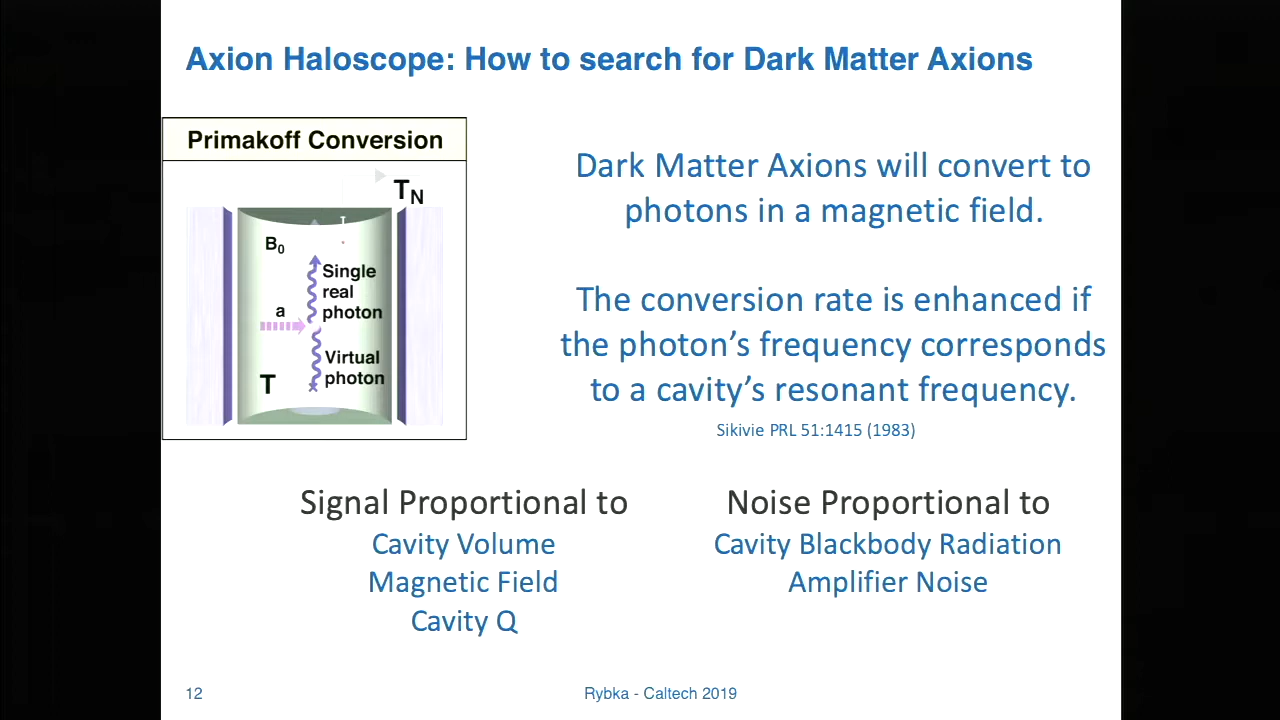 Axion Haloscope: How to search for Dark Matter Axions
Primakoff Conversion
T_N
B_0
Single
real
photon
a
Virtual
photon
T
Dark Matter Axions will convert to
photons in a magnetic field.
The conversion rate is enhanced if
the photon’s frequency corresponds
to a cavity’s resonant frequency.
Sikivie PRL 51:1415 (1983)
Signal Proportional to
Cavity Volume
Magnetic Field
Cavity Q
Noise Proportional to
Cavity Blackbody Radiation
Amplifier Noise
12
Rybka - Caltech 2019